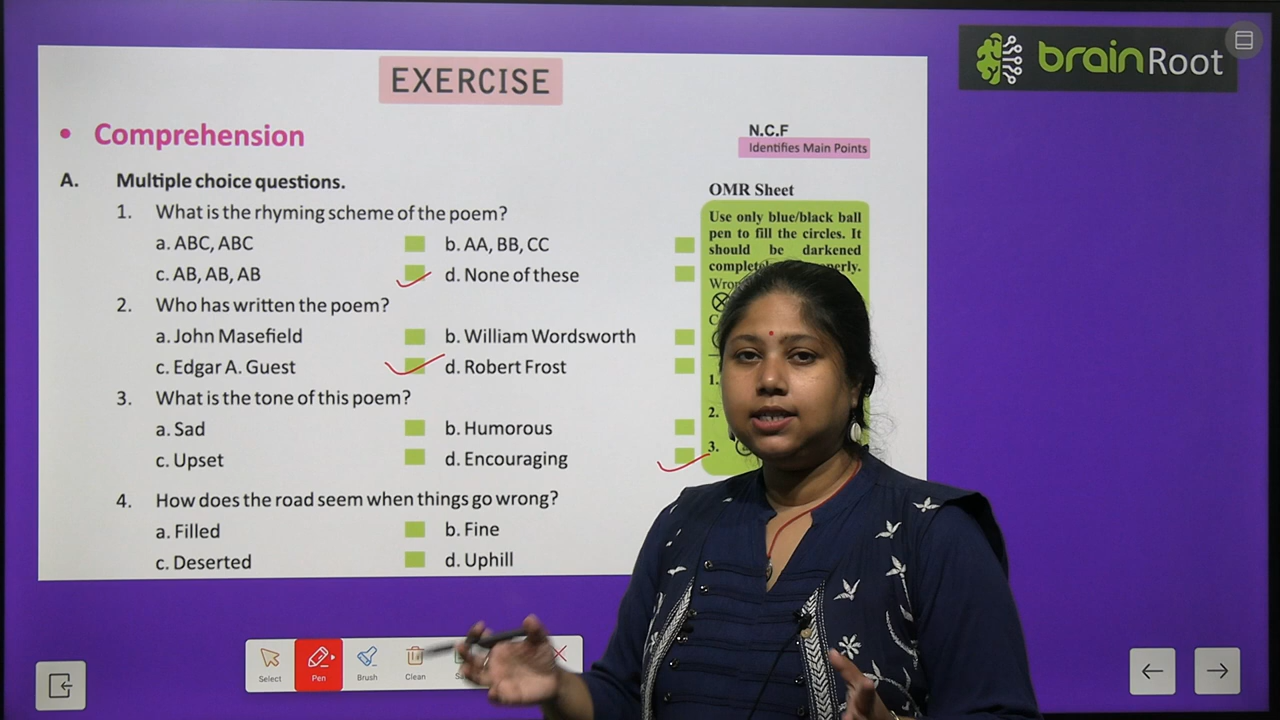 brainRoot
EXERCISE
• Comprehension
N.C.F
Identifies Main Points
A. Multiple choice questions.
OMR Sheet
Use only blue/black ball
pen to fill the circles. It
should be darkened
1. What is the rhyming scheme of the poem?
a. ABC, ABC b. AA, BB, CC
c. AB, AB, AB d. None of these
2. Who has written the poem?
a. John Masefield b. William Wordsworth
c. Edgar A. Guest d. Robert Frost
3. What is the tone of this poem?
a. Sad b. Humorous
c. Upset d. Encouraging
4. How does the road seem when things go wrong?
a. Filled b. Fine
c. Deserted d. Uphill
1.
2.
3.
Select Pen Brush Clean